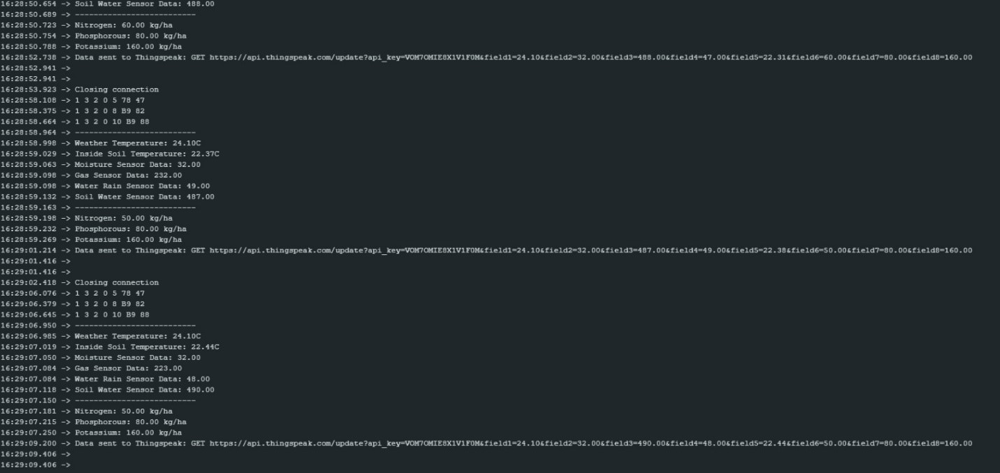 16:28:50.654 -> Soil Water Sensor Data: 488.00
16:28:50.689 -> --------------------------
16:28:50.723 -> Nitrogen: 60.00 kg/ha
16:28:50.754 -> Phosphorous: 80.00 kg/ha
16:28:50.788 -> Potassium: 160.00 kg/ha
16:28:52.738 -> Data sent to Thingspeak: GET https://api.thingspeak.com/update?api_key=VOM7OMIE8X1V1F0M&field1=24.10&field2=32.00&field3=488.00&field4=47.00&field5=22.31&field6=60.00&field7=80.00&field8=160.00
16:28:52.941 ->
16:28:52.941 ->
16:28:53.923 -> Closing connection
16:28:58.108 -> 1 3 2 0 5 78 47
16:28:58.375 -> 1 3 2 0 8 B9 82
16:28:58.664 -> 1 3 2 0 10 B9 88
16:28:58.964 -> --------------------------
16:28:58.998 -> Weather Temperature: 24.10C
16:28:59.029 -> Inside Soil Temperature: 22.37C
16:28:59.063 -> Moisture Sensor Data: 32.00
16:28:59.098 -> Gas Sensor Data: 232.00
16:28:59.098 -> Water Rain Sensor Data: 49.00
16:28:59.132 -> Soil Water Sensor Data: 487.00
16:28:59.163 -> --------------------------
16:28:59.198 -> Nitrogen: 50.00 kg/ha
16:28:59.232 -> Phosphorous: 80.00 kg/ha
16:28:59.269 -> Potassium: 160.00 kg/ha
16:29:01.214 -> Data sent to Thingspeak: GET https://api.thingspeak.com/update?api_key=VOM7OMIE8X1V1F0M&field1=24.10&field2=32.00&field3=487.00&field4=49.00&field5=22.38&field6=50.00&field7=80.00&field8=160.00
16:29:01.416 ->
16:29:01.416 ->
16:29:02.418 -> Closing connection
16:29:06.076 -> 1 3 2 0 5 78 47
16:29:06.379 -> 1 3 2 0 8 B9 82
16:29:06.645 -> 1 3 2 0 10 B9 88
16:29:06.950 -> --------------------------
16:29:06.985 -> Weather Temperature: 24.10C
16:29:07.019 -> Inside Soil Temperature: 22.44C
16:29:07.050 -> Moisture Sensor Data: 32.00
16:29:07.084 -> Gas Sensor Data: 223.00
16:29:07.084 -> Water Rain Sensor Data: 48.00
16:29:07.118 -> Soil Water Sensor Data: 490.00
16:29:07.150 -> --------------------------
16:29:07.181 -> Nitrogen: 50.00 kg/ha
16:29:07.215 -> Phosphorous: 80.00 kg/ha
16:29:07.250 -> Potassium: 160.00 kg/ha
16:29:09.200 -> Data sent to Thingspeak: GET https://api.thingspeak.com/update?api_key=VOM7OMIE8X1V1F0M&field1=24.10&field2=32.00&field3=490.00&field4=48.00&field5=22.44&field6=50.00&field7=80.00&field8=160.00
16:29:09.406 ->
16:29:09.406 ->